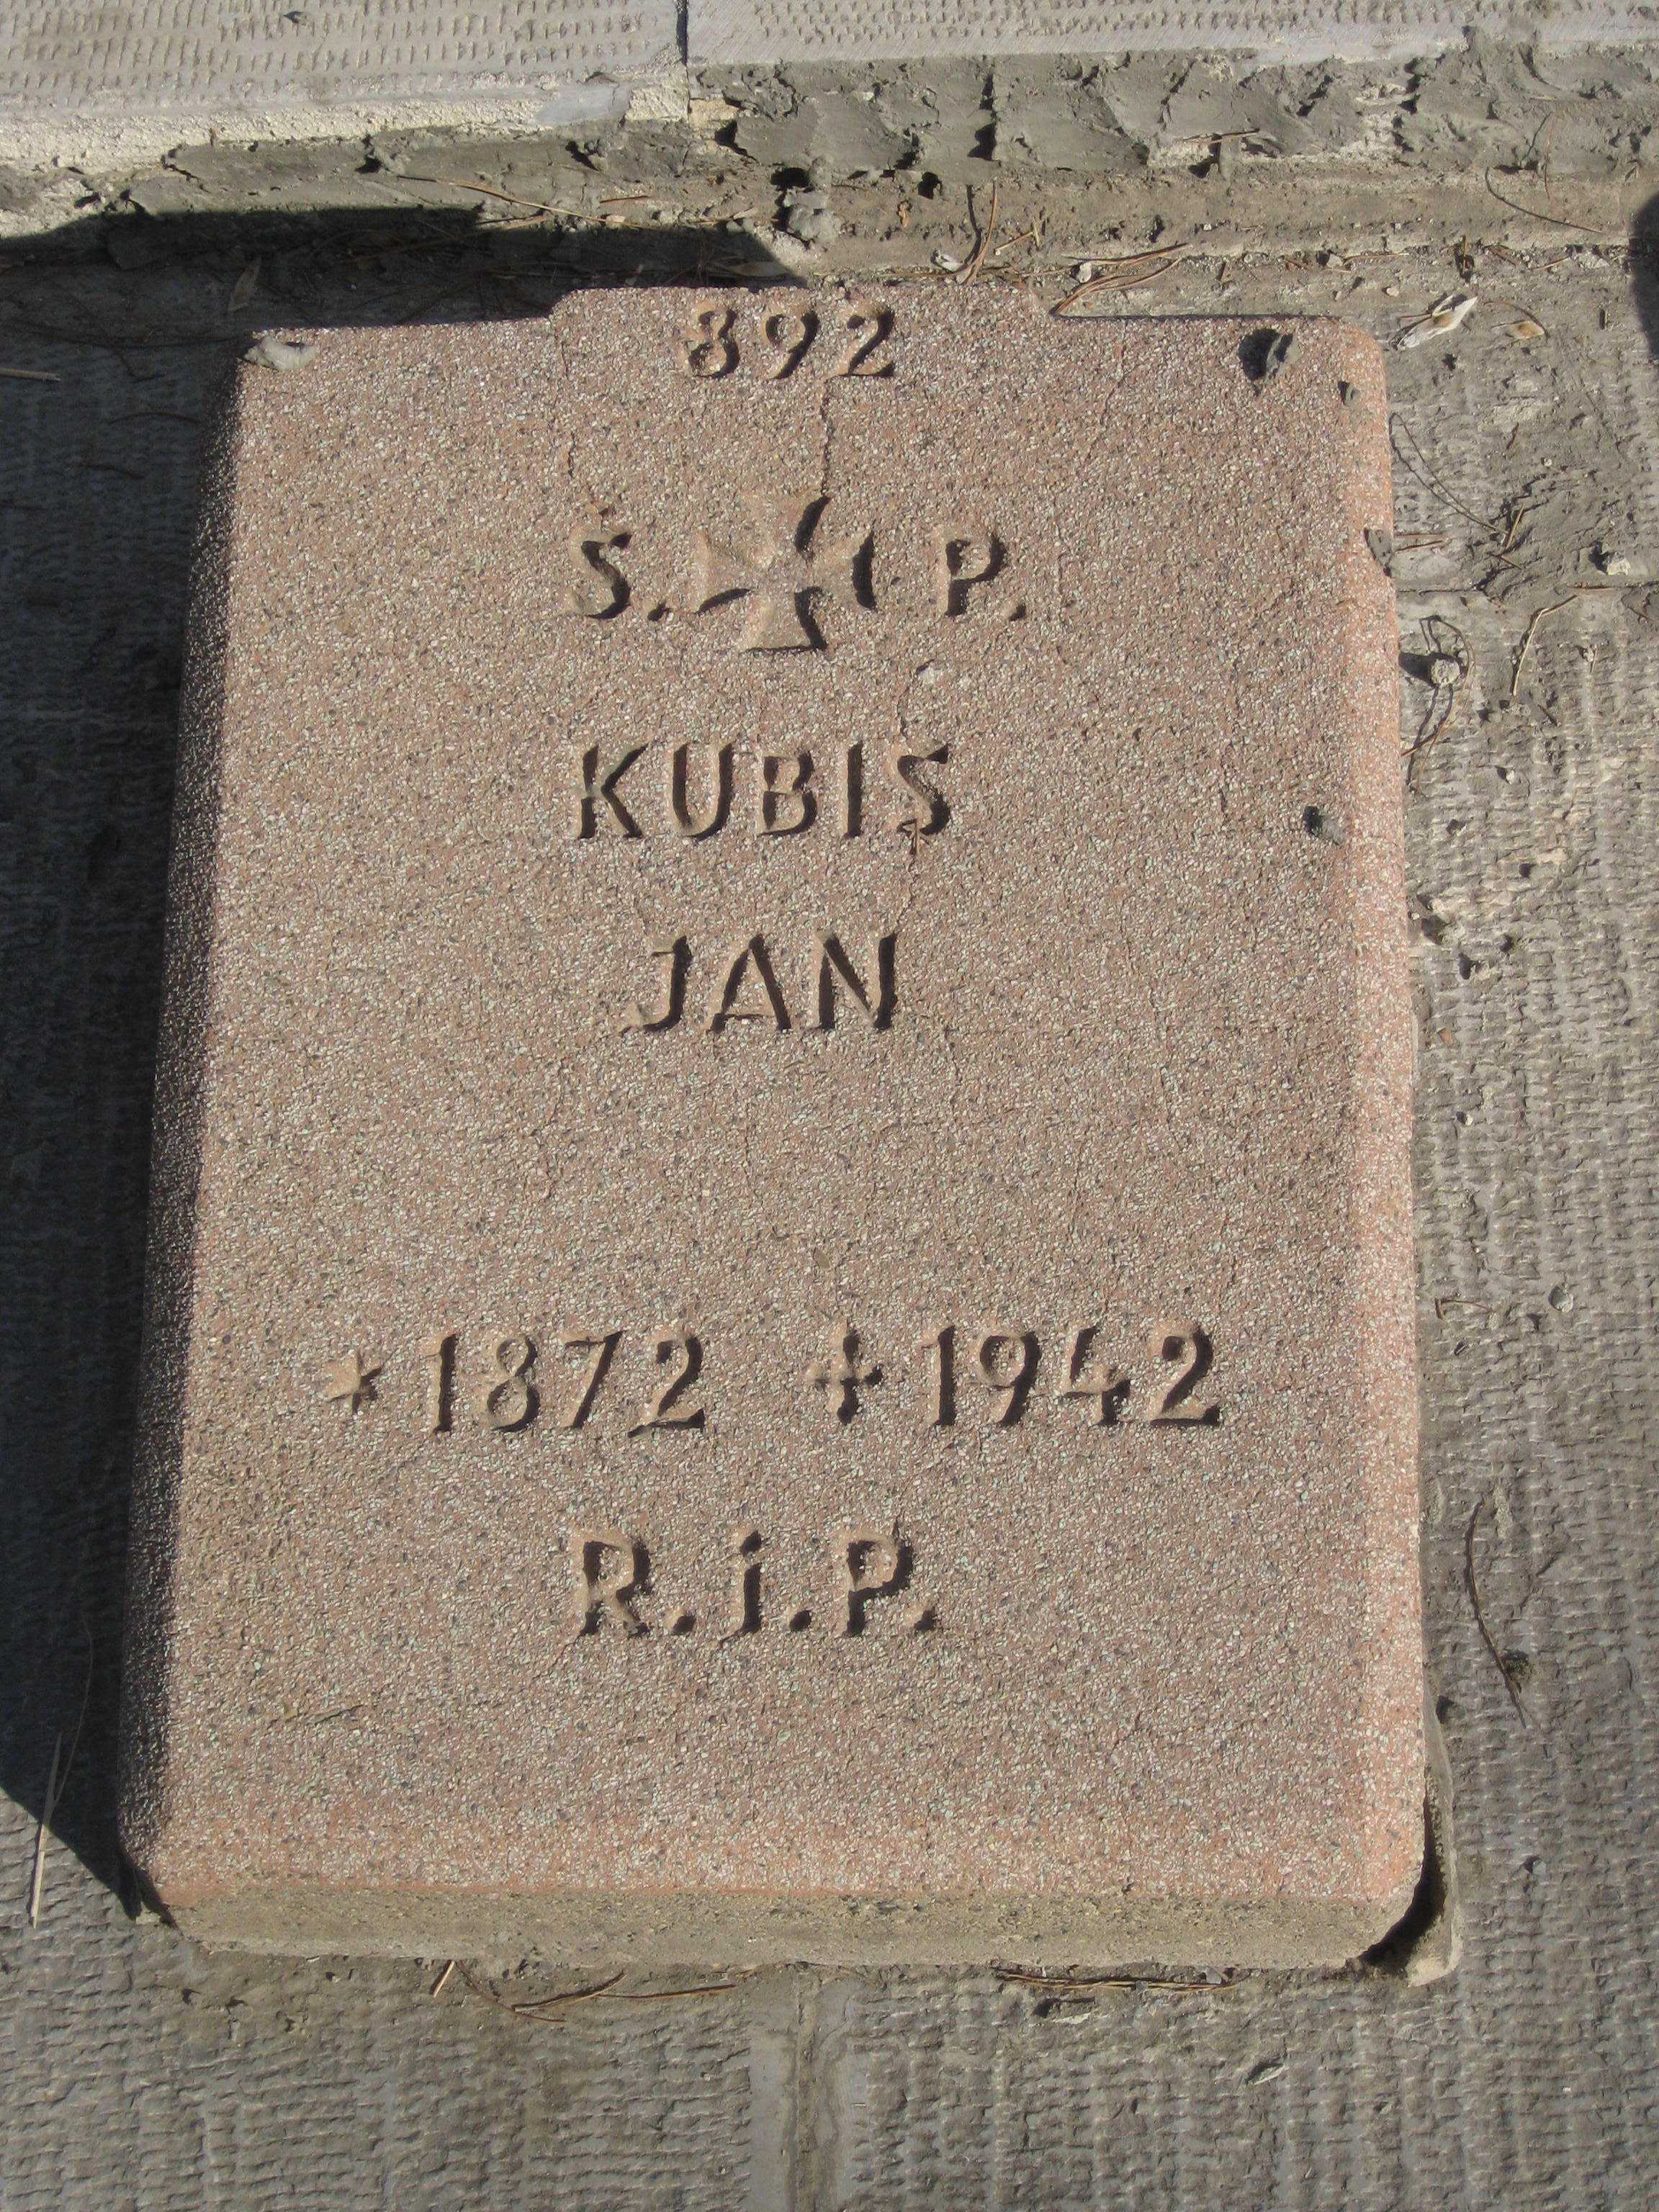 892
Ś. P.
KUBIS
JAN
* 1872 † 1942
R.i.P.